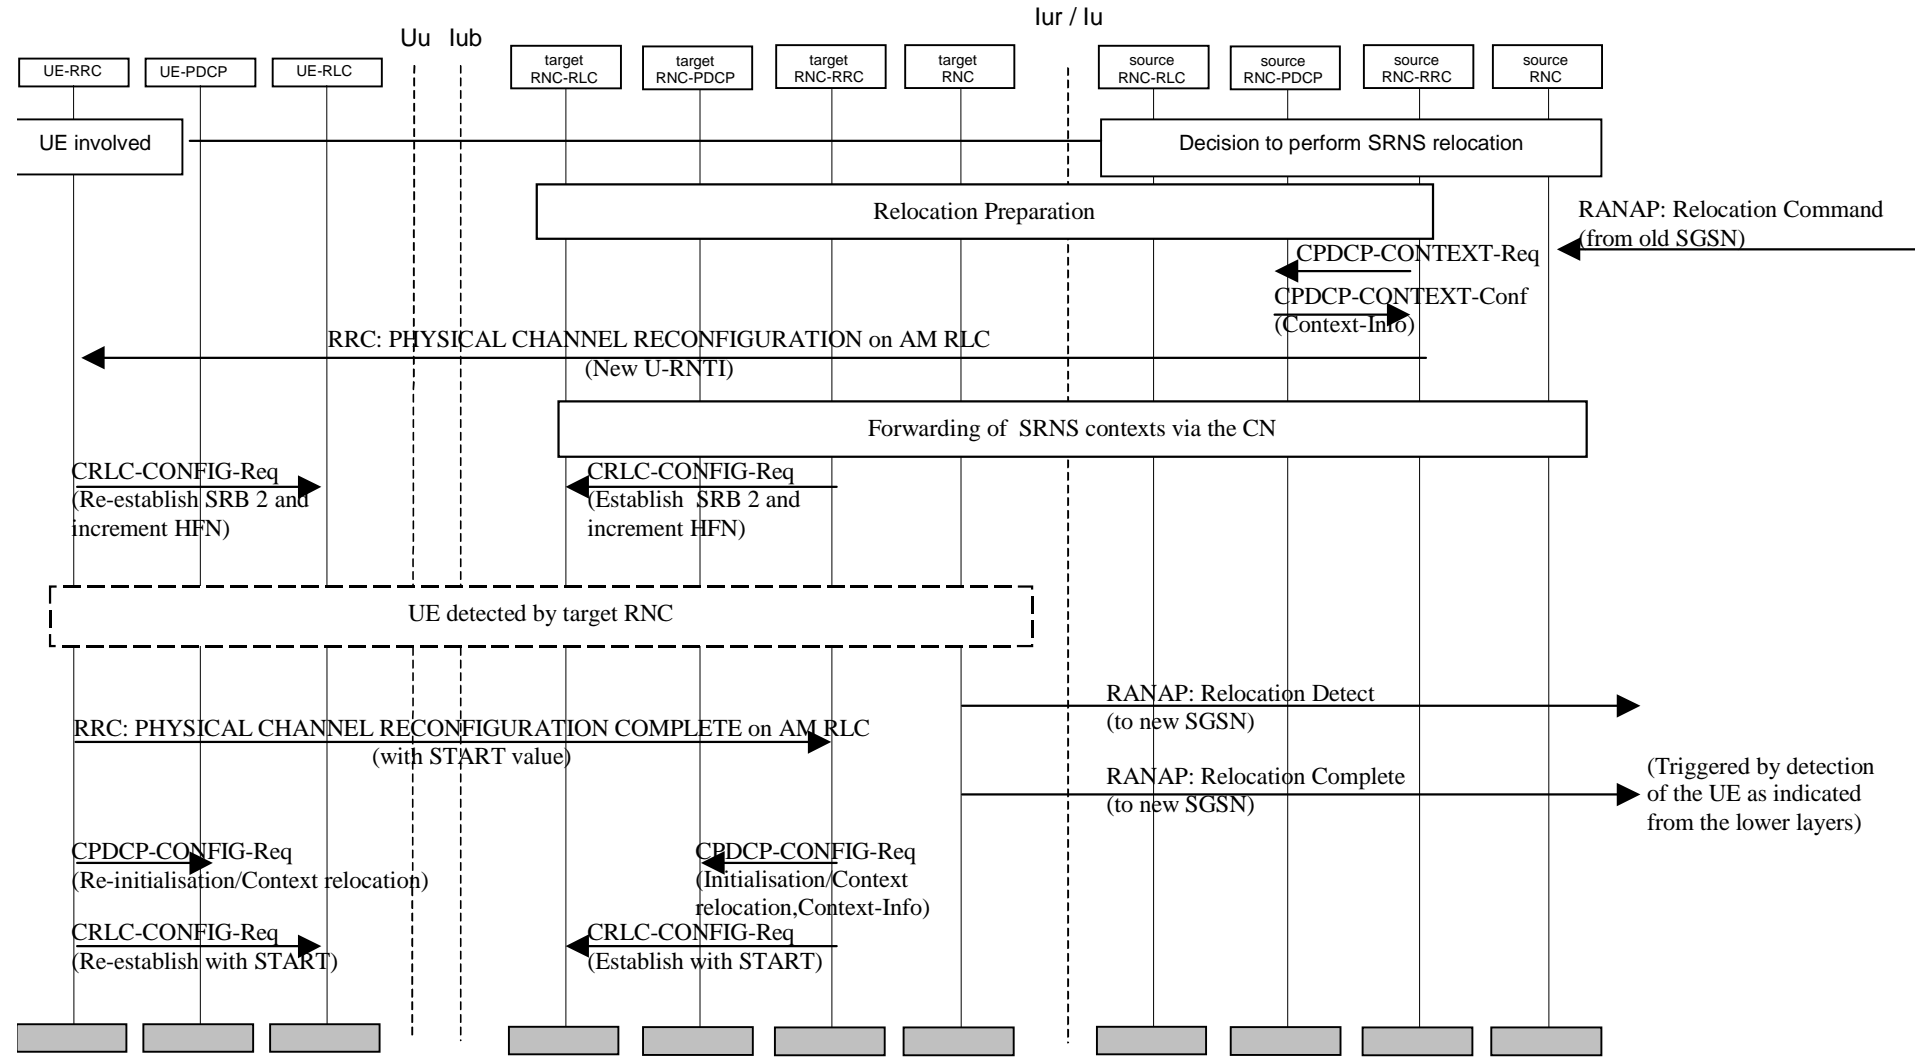 Iur / Iu
Uu
Iub
UE-RRC
UE-PDCP
UE-RLC
target
RNC-RLC
target
RNC-PDCP
target
RNC-RRC
target
RNC
source
RNC-RLC
source
RNC-PDCP
source
RNC-RRC
source
RNC
UE involved
Decision to perform SRNS relocation
Relocation Preparation
RANAP: Relocation Command
(from old SGSN)
CPDCP-CONTEXT-Req
CPDCP-CONTEXT-Conf
(Context-Info)
RRC: PHYSICAL CHANNEL RECONFIGURATION on AM RLC
(New U-RNTI)
Forwarding of SRNS contexts via the CN
CRLC-CONFIG-Req
(Re-establish SRB 2 and
increment HFN)
CRLC-CONFIG-Req
(Establish SRB 2 and
increment HFN)
UE detected by target RNC
RANAP: Relocation Detect
(to new SGSN)
RRC: PHYSICAL CHANNEL RECONFIGURATION COMPLETE on AM RLC
(with START value)
RANAP: Relocation Complete
(to new SGSN)
(Triggered by detection
of the UE as indicated
from the lower layers)
CPDCP-CONFIG-Req
(Re-initialisation/Context relocation)
CPDCP-CONFIG-Req
(Initialisation/Context
relocation,Context-Info)
CRLC-CONFIG-Req
(Re-establish with START)
CRLC-CONFIG-Req
(Establish with START)